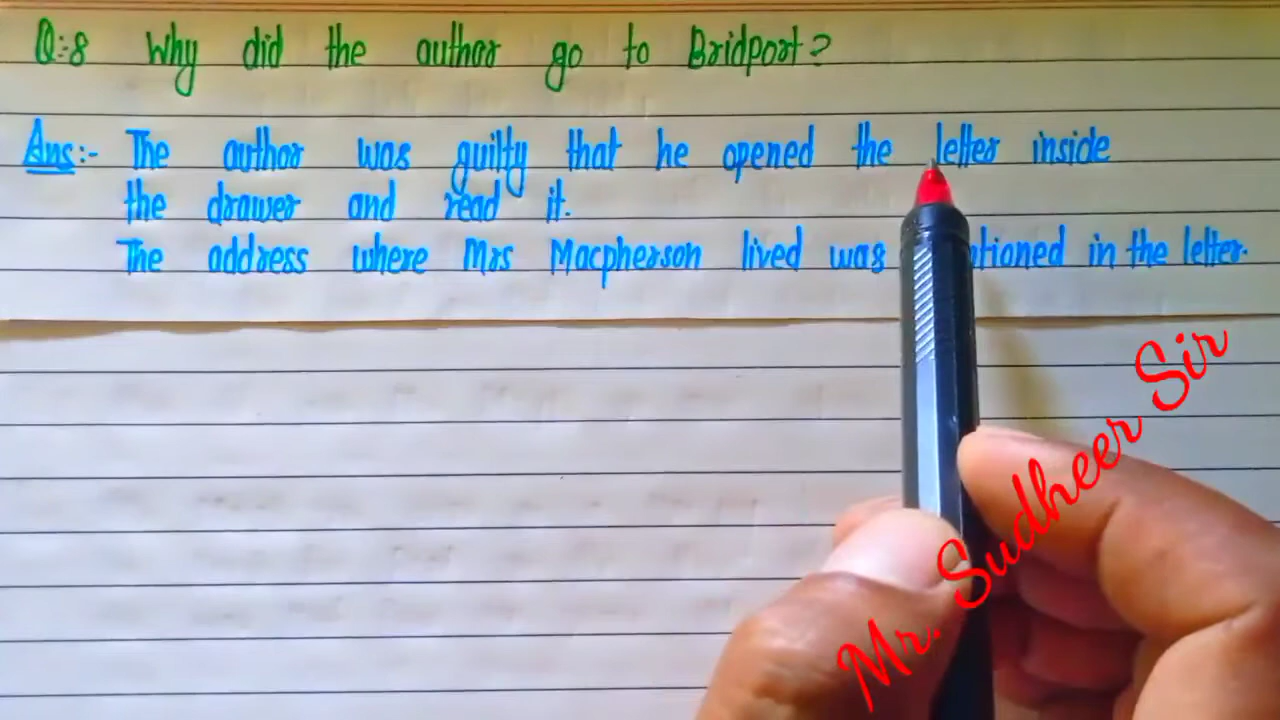 Q:8 Why did the author go to Bridport?
Ans:- The author was guilty that he opened the letter inside
the drawer and read it.
The address where Mrs Macpherson lived was in the letter.
Mr. Sudheer Sir